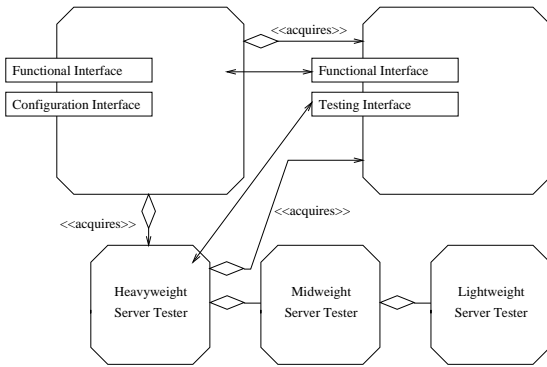 <<acquires>>
Functional Interface
Functional Interface
Configuration Interface
Testing Interface
<<acquires>>
<<acquires>>
Heavyweight
Server Tester
Midweight
Server Tester
Lightweight
Server Tester